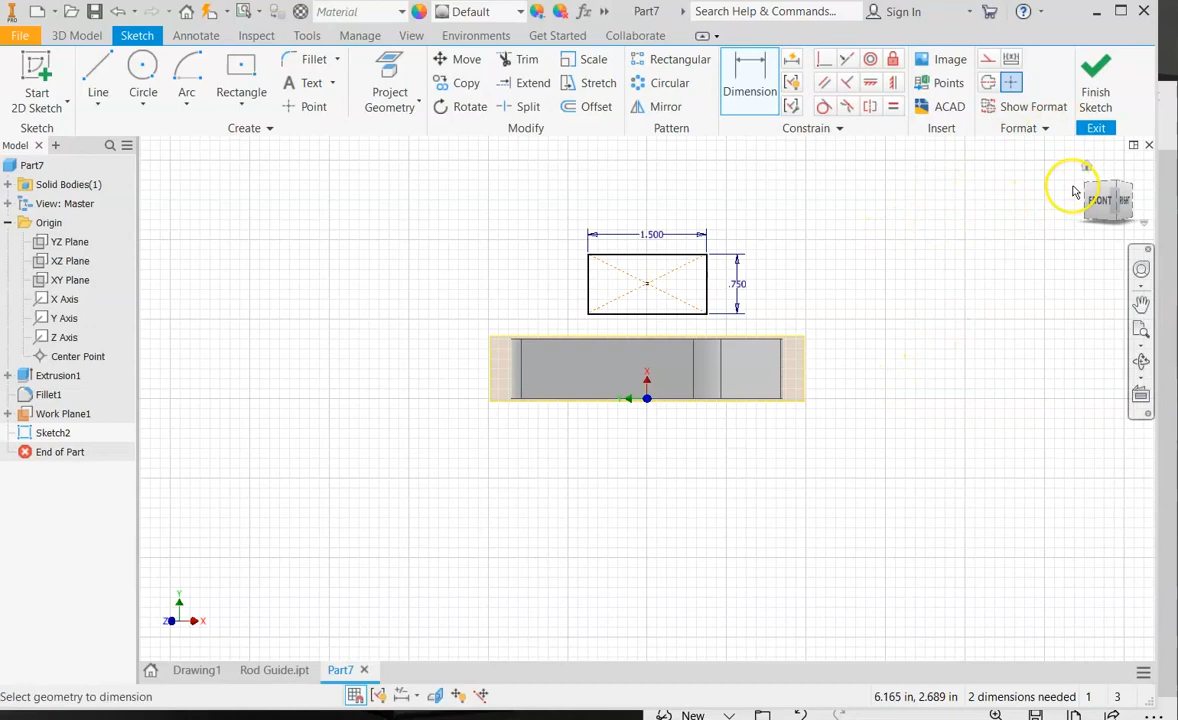 Material
Default
Part7
Search Help & Commands...
Sign In
PRO
File
3D Model
Sketch
Annotate
Inspect
Tools
Manage
View
Environments
Get Started
Collaborate
Start
2D Sketch
Line
Circle
Arc
Rectangle
Fillet
Text
Point
Project
Geometry
Move
Copy
Rotate
Trim
Extend
Split
Scale
Stretch
Offset
Rectangular
Circular
Mirror
Dimension
Image
Points
ACAD
Show Format
Finish
Sketch
Sketch
Create
Modify
Pattern
Constrain
Insert
Format
Exit
Model
Part7
Solid Bodies(1)
View: Master
Origin
YZ Plane
XZ Plane
XY Plane
X Axis
Y Axis
Z Axis
Center Point
Extrusion1
Fillet1
Work Plane1
Sketch2
End of Part
FRONT
1.500
.750
X
Y
Z
X
Drawing1
Rod Guide.ipt
Part7
Select geometry to dimension
6.165 in, 2.689 in
2 dimensions needed
1
3
New